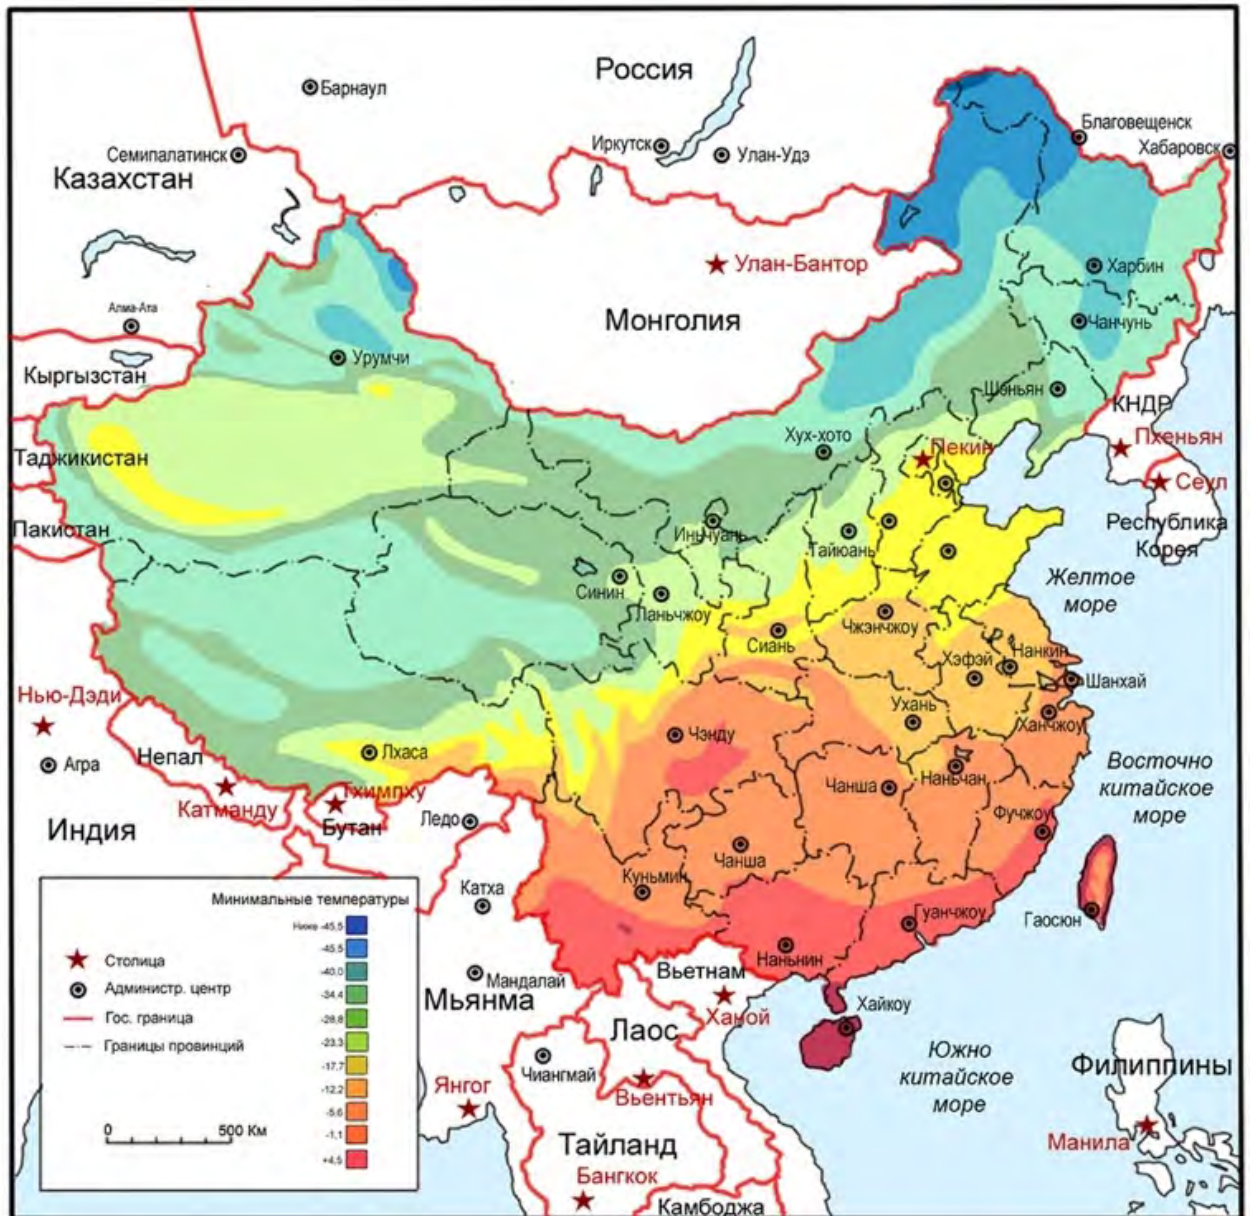 Россия
Барнаул
Благовещенск
Иркутск
Хабаровск
Семипалатинск
Улан-Удэ
Казахстан
Улан-Бантор
Харбин
Алма-Ата
Монголия
Чанчунь
Урумчи
Кыргызстан
Шэньян
КНДР
Хух-хото
Пхеньян
Пекин
Таджикистан
Сеул
Пакистан
Иньчуань
Тайюань
Республика
Корея
Желтое
море
Синин
Ланьчжоу
Чжэнчжоу
Сиань
Хэфэй
Нанкин
Шанхай
Нью-Дэди
Ухань
Ханчжоу
Чэнду
Лхаса
Непал
Агра
Восточно
китайское
море
Наньчан
Чанша
Тхимпху
Катманду
Ледо
Фучжоу
Бутан
Индия
Чанша
Куньмин
Катха
Гуанчжоу
Гаосюн
Наньнин
Вьетнам
Мандалай
Мьянма
Ханой
Хайкоу
Лаос
Южно
китайское
море
Филиппины
Чиангмай
Янгог
Вьентьян
Манила
Тайланд
Бангкок
Камбоджа
Минимальные температуры
Ниже -45,5
-45,5
-40,0
-34,4
-28,8
-23,3
-17,7
-12,2
-5,6
-1,1
+4,5
Столица
Администр. центр
Гос. граница
Границы провинций
0 500 Км